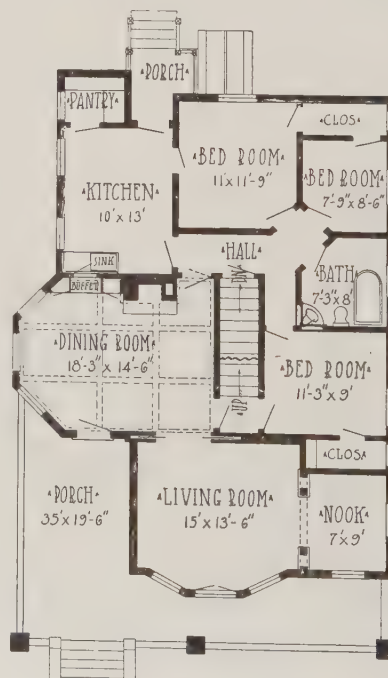 PORCH
PANTRY
CLOS.
BED ROOM
11' x 11'-9"
BED ROOM
7'-9" x 8'-6"
KITCHEN
10' x 13'
HALL
SINK
BUFFET
DN
BATH
7'-3" x 8'
DINING ROOM
18'-3" x 14'-6"
BED ROOM
11'-3" x 9'
UP
CLOS.
PORCH
35' x 19'-6"
LIVING ROOM
15' x 13'-6"
NOOK
7' x 9'